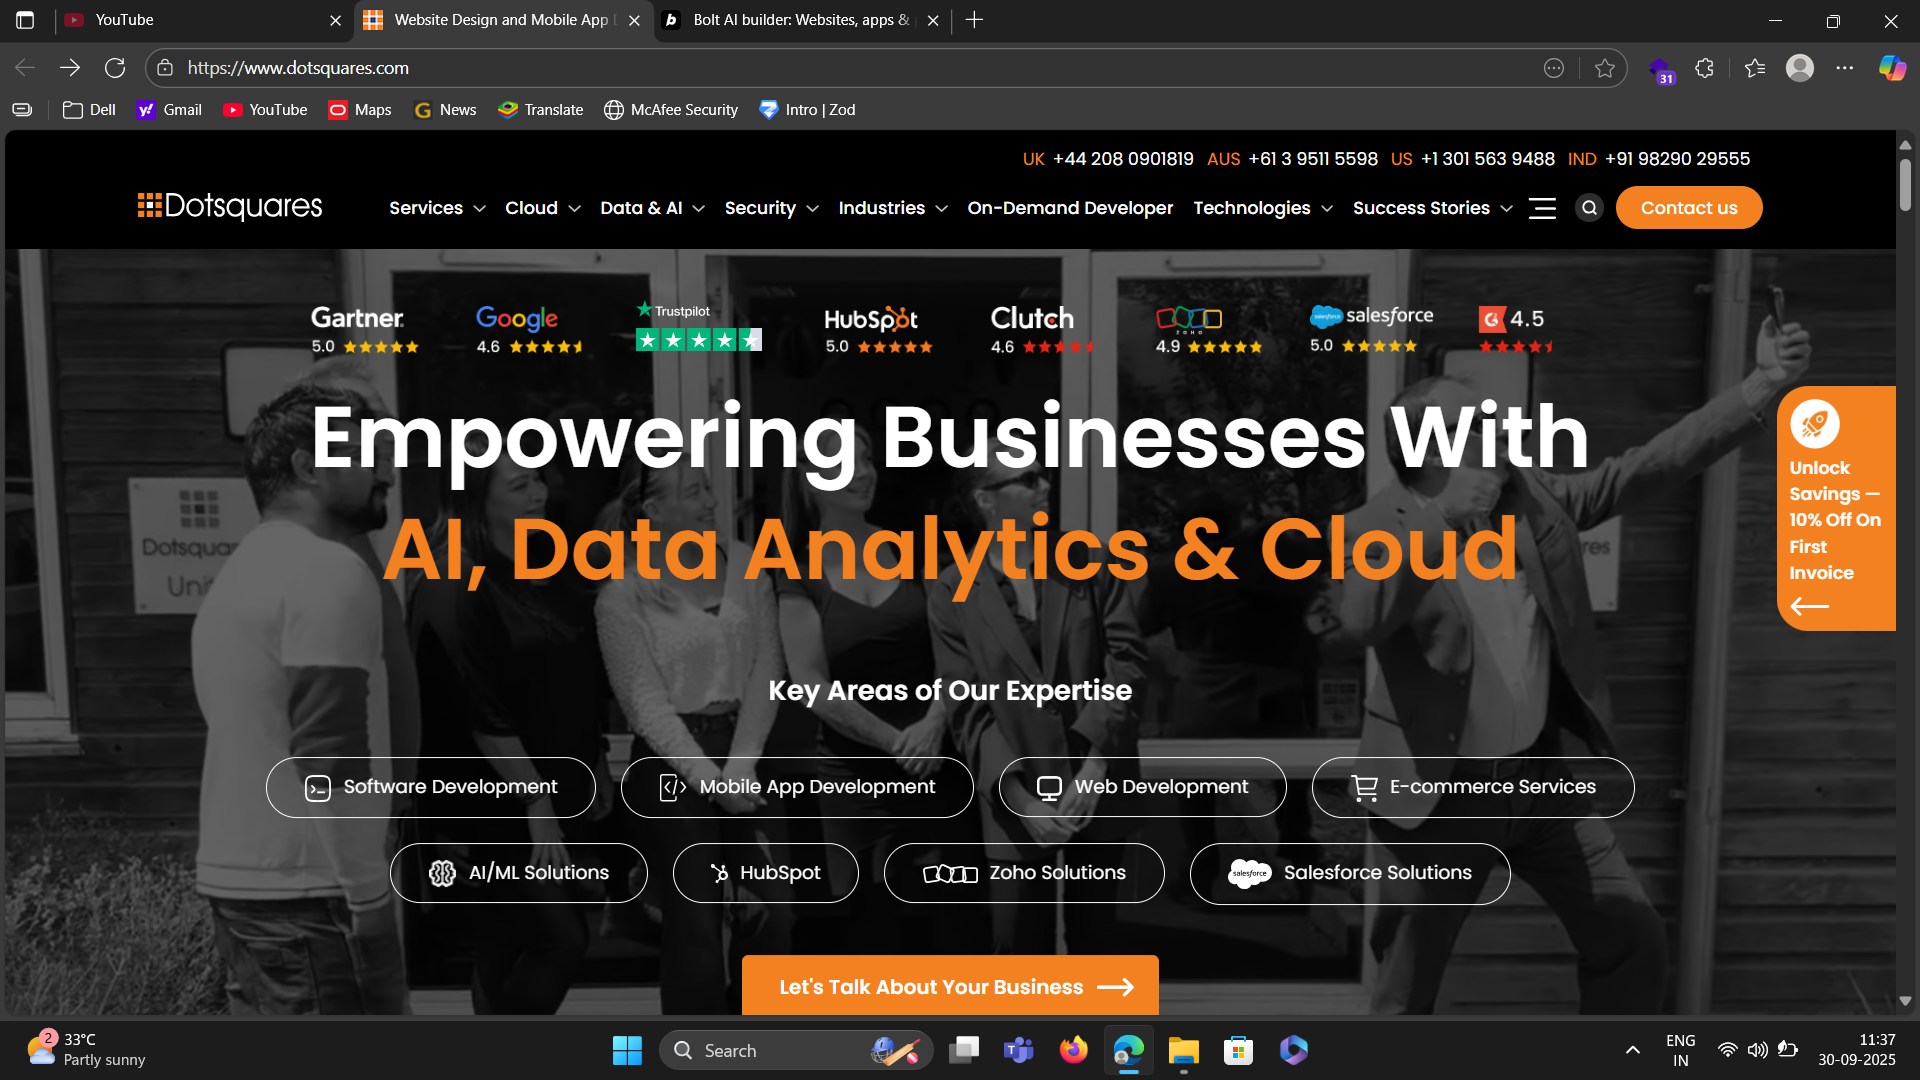 YouTube
Website Design and Mobile App D
Bolt AI builder: Websites, apps &
https://www.dotsquares.com
31
Dell
Gmail
YouTube
Maps
News
Translate
McAfee Security
Intro | Zod
UK +44 208 0901819 AUS +61 3 9511 5598 US +1 301 563 9488 IND +91 98290 29555
Dotsquares
Services
Cloud
Data & AI
Security
Industries
On-Demand Developer
Technologies
Success Stories
Contact us
Gartner
5.0
Google
4.6
Trustpilot
HubSpot
5.0
Clutch
4.6
ZOHO
4.9
salesforce
salesforce
5.0
4.5
Empowering Businesses With
AI, Data Analytics & Cloud
Unlock
Savings —
10% Off On
First
Invoice
Dotsquar
Uni
res
Key Areas of Our Expertise
Software Development
Mobile App Development
Web Development
E-commerce Services
AI/ML Solutions
HubSpot
Zoho Solutions
salesforce
Salesforce Solutions
Let's Talk About Your Business
2
33°C
Partly sunny
Search
ENG
IN
11:37
30-09-2025